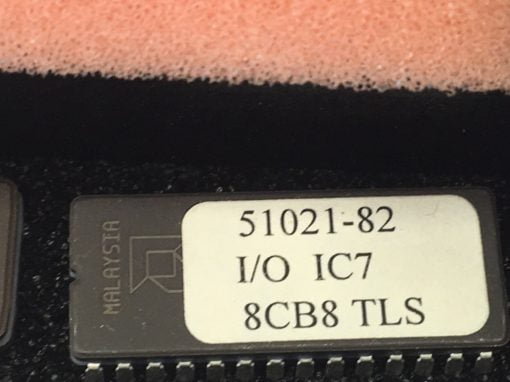 51021-82
I/O IC7
8CB8 TLS
MALAYSIA